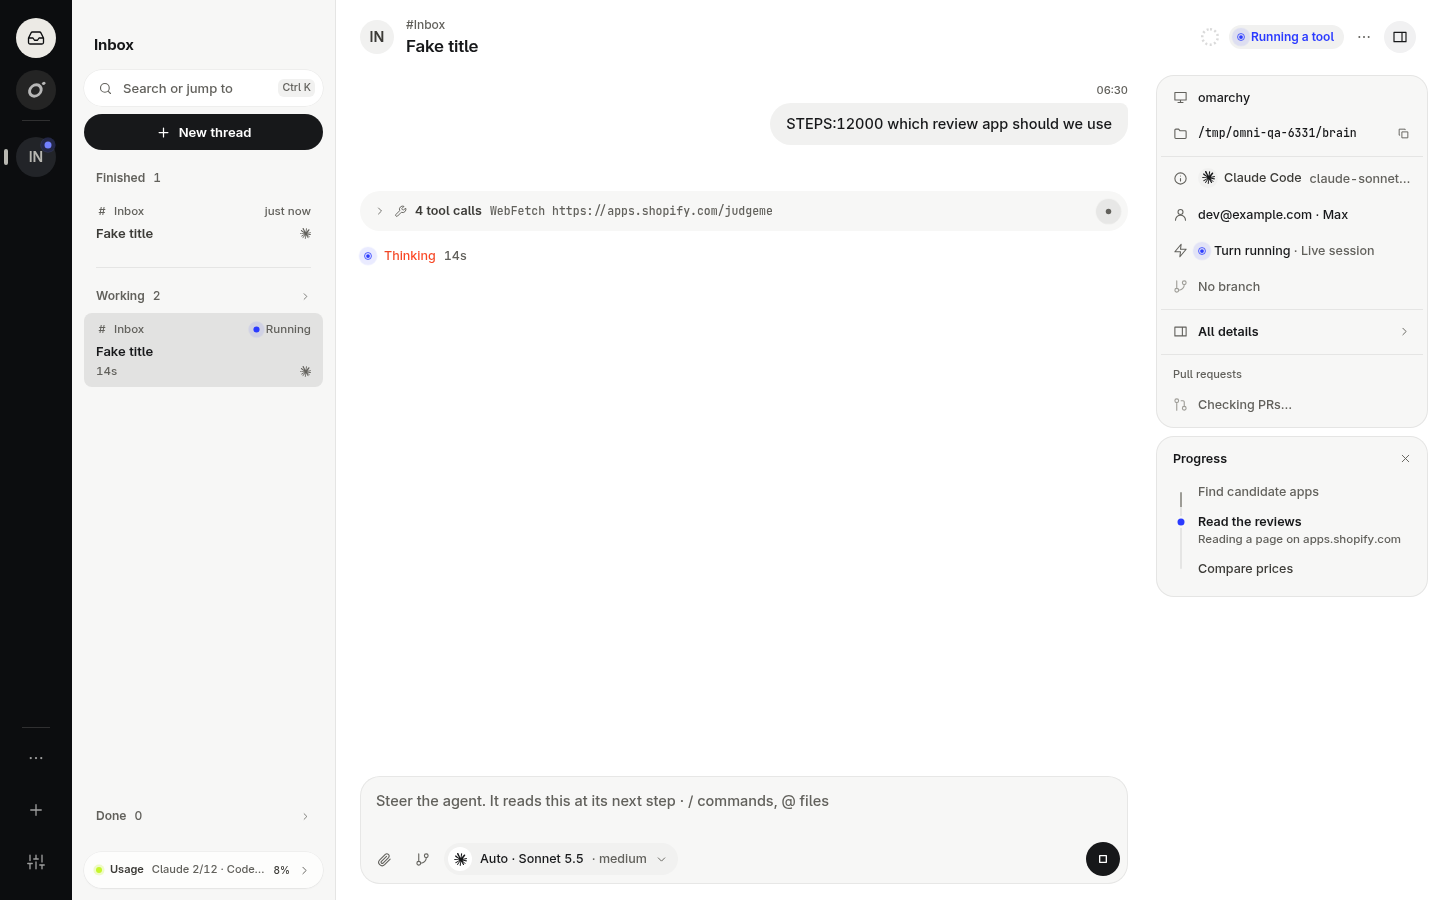 Inbox
Search or jump to
Ctrl K
New thread
IN
Finished 1
# Inbox just now
Fake title
Working 2
# Inbox Running
Fake title
14s
Done 0
Usage Claude 2/12 · Code... 8%
IN
#Inbox
Fake title
Running a tool
06:30
STEPS:12000 which review app should we use
4 tool calls WebFetch https://apps.shopify.com/judgeme
Thinking 14s
Steer the agent. It reads this at its next step · / commands, @ files
Auto · Sonnet 5.5 · medium
omarchy
/tmp/omni-qa-6331/brain
Claude Code claude-sonnet...
dev@example.com · Max
Turn running · Live session
No branch
All details
Pull requests
Checking PRs...
Progress
Find candidate apps
Read the reviews
Reading a page on apps.shopify.com
Compare prices